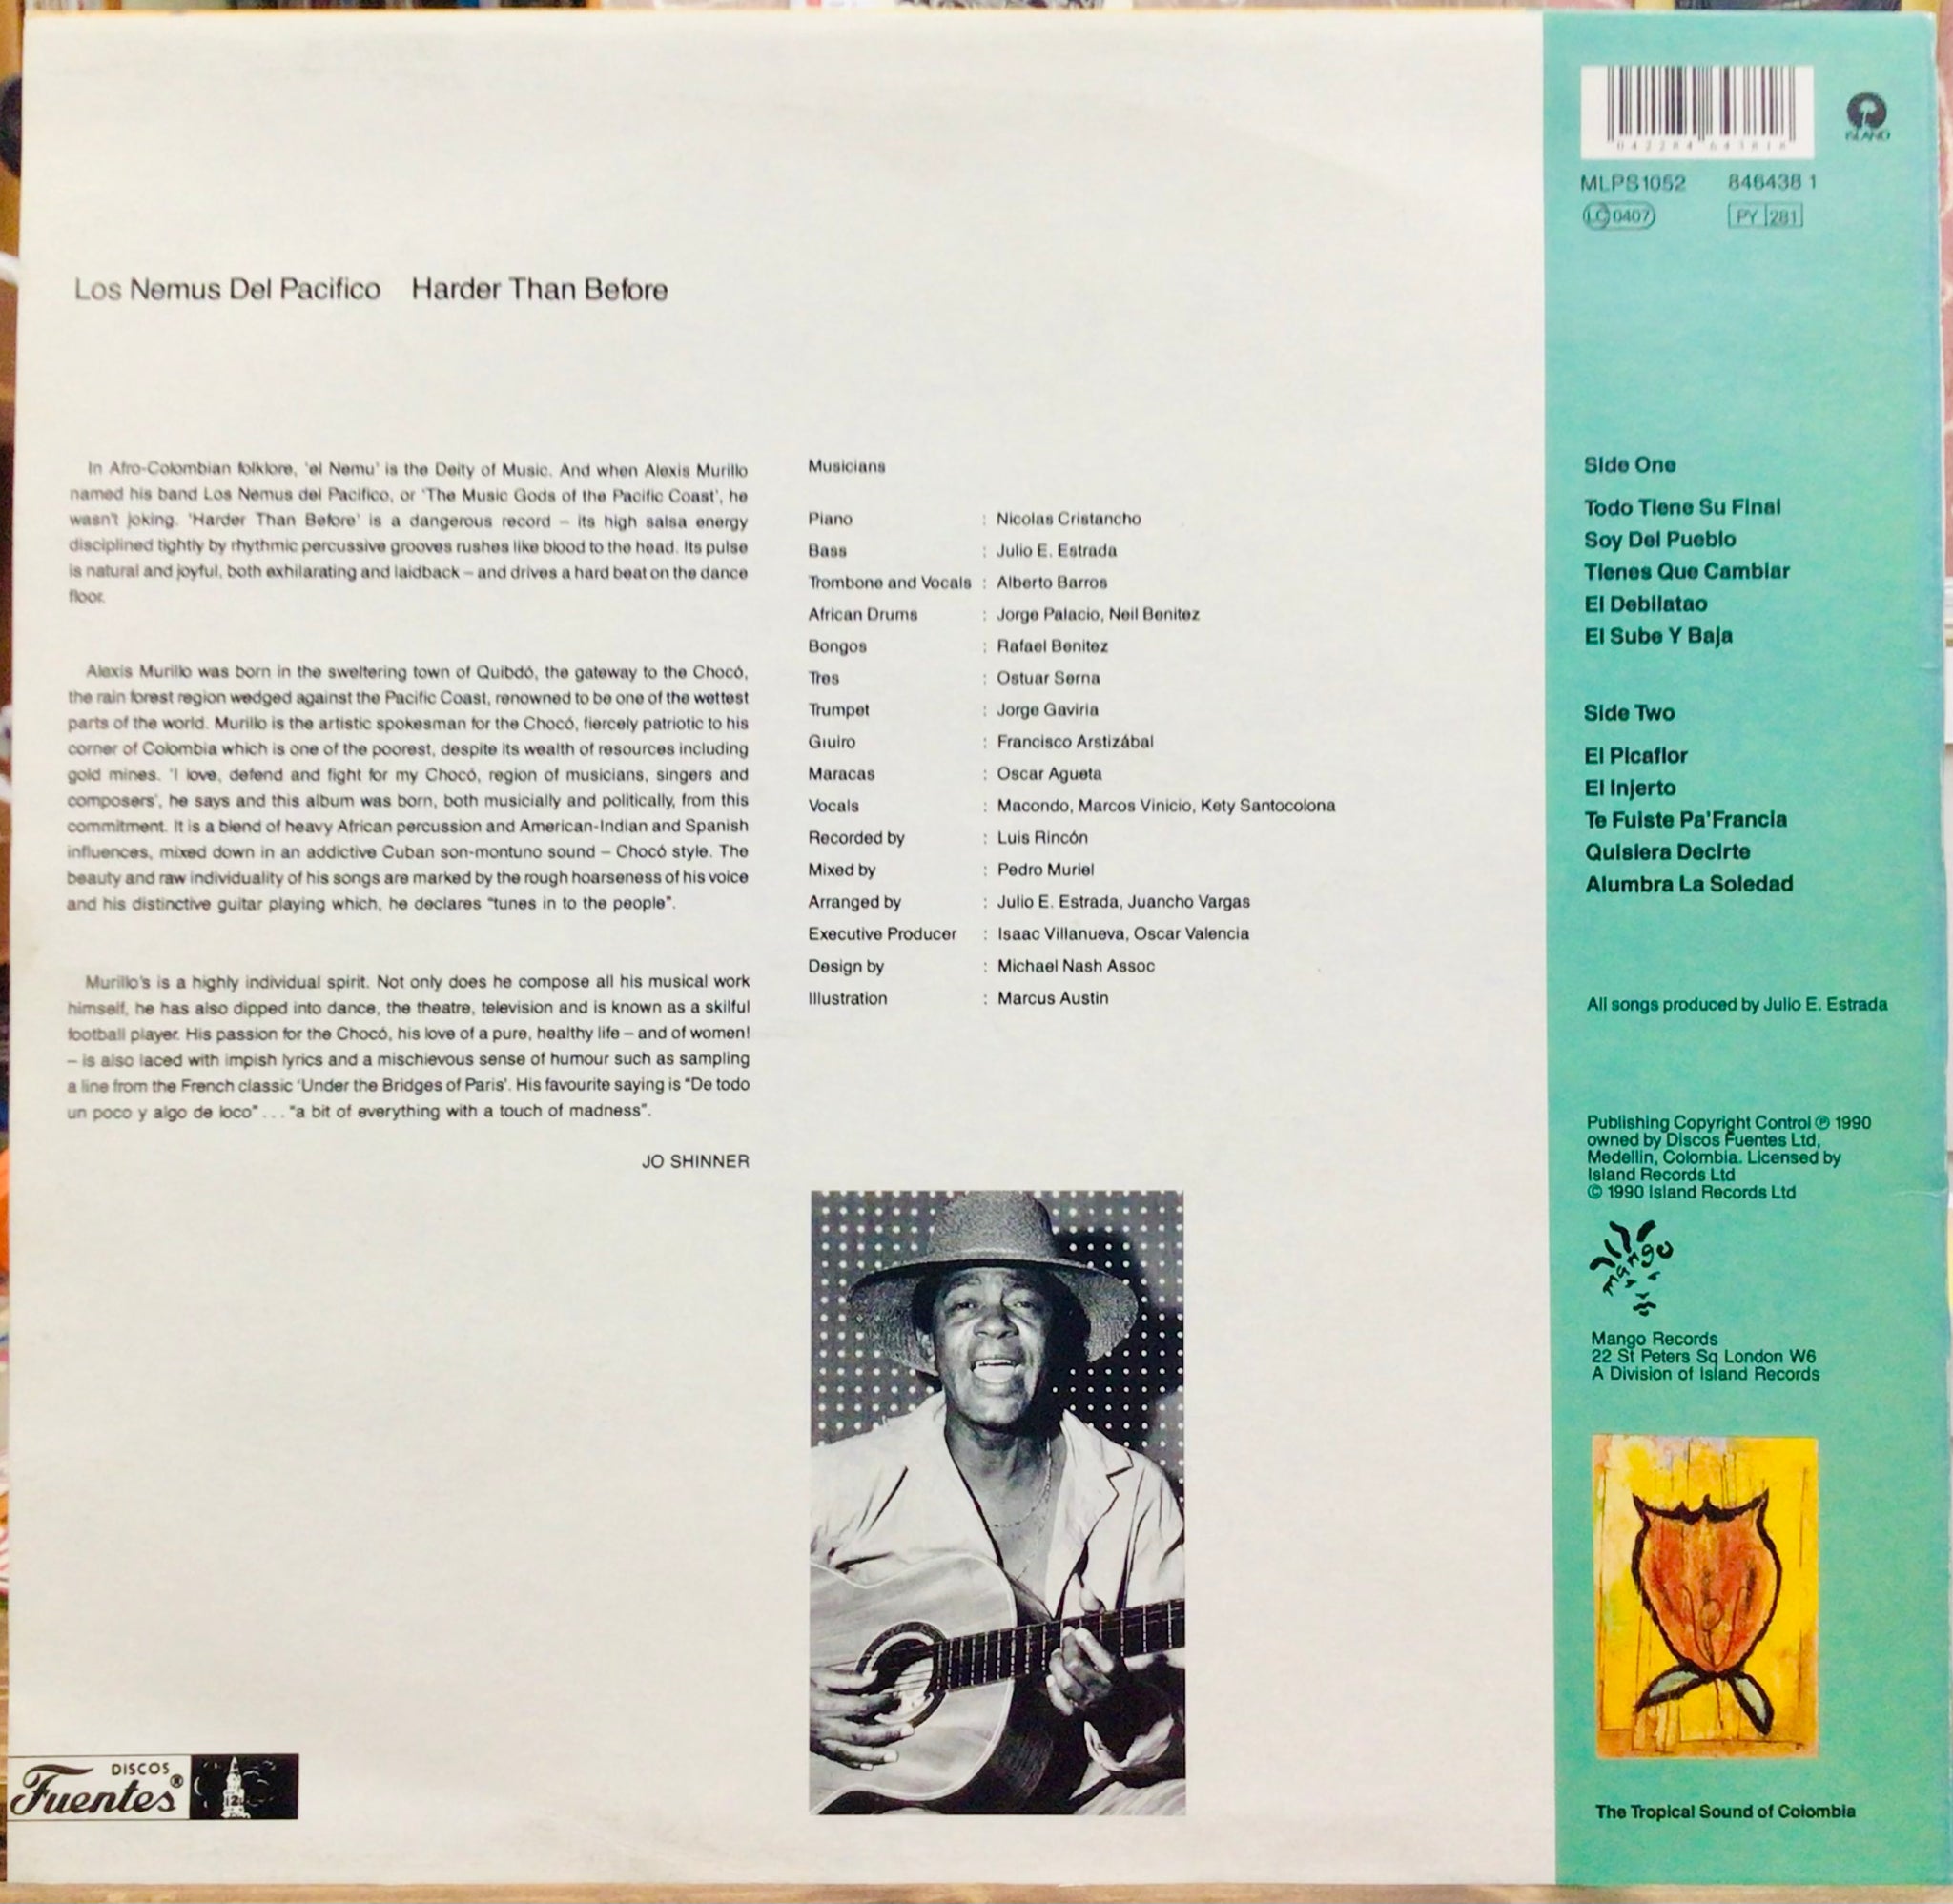 Los Nemus Del Pacifico Harder Than Before
In Afro-Colombian folklore, 'el Nemu' is the Deity of Music. And when Alexis Murillo
named his band Los Nemus del Pacifico, or 'The Music Gods of the Pacific Coast', he
wasn't joking. 'Harder Than Before' is a dangerous record – its high salsa energy
disciplined tightly by rhythmic percussive grooves rushes like blood to the head. Its pulse
is natural and joyful, both exhilarating and laidback – and drives a hard beat on the dance
floor.
Alexis Murillo was born in the sweltering town of Quibdó, the gateway to the Chocó,
the rain forest region wedged against the Pacific Coast, renowned to be one of the wettest
parts of the world. Murillo is the artistic spokesman for the Chocó, fiercely patriotic to his
corner of Colombia which is one of the poorest, despite its wealth of resources including
gold mines. 'I love, defend and fight for my Chocó, region of musicians, singers and
composers', he says and this album was born, both musicially and politically, from this
commitment. It is a blend of heavy African percussion and American-Indian and Spanish
influences, mixed down in an addictive Cuban son-montuno sound – Chocó style. The
beauty and raw individuality of his songs are marked by the rough hoarseness of his voice
and his distinctive guitar playing which, he declares "tunes in to the people".
Murillo's is a highly individual spirit. Not only does he compose all his musical work
himself, he has also dipped into dance, the theatre, television and is known as a skilful
football player. His passion for the Chocó, his love of a pure, healthy life – and of women!
– is also laced with impish lyrics and a mischievous sense of humour such as sampling
a line from the French classic 'Under the Bridges of Paris'. His favourite saying is "De todo
un poco y algo de loco" . . . "a bit of everything with a touch of madness".
JO SHINNER
Musicians
Piano : Nicolas Cristancho
Bass : Julio E. Estrada
Trombone and Vocals : Alberto Barros
African Drums : Jorge Palacio, Neil Benitez
Bongos : Rafael Benitez
Tres : Ostuar Serna
Trumpet : Jorge Gaviria
Giuiro : Francisco Arstizábal
Maracas : Oscar Agueta
Vocals : Macondo, Marcos Vinicio, Kety Santocolona
Recorded by : Luis Rincón
Mixed by : Pedro Muriel
Arranged by : Julio E. Estrada, Juancho Vargas
Executive Producer : Isaac Villanueva, Oscar Valencia
Design by : Michael Nash Assoc
Illustration : Marcus Austin
DISCOS
Fuentes®
ISLAND
MLPS1052 846438 1
LC 0407 PY 281
Side One
Todo Tiene Su Final
Soy Del Pueblo
Tienes Que Cambiar
El Debilatao
El Sube Y Baja
Side Two
El Picaflor
El Injerto
Te Fuiste Pa'Francia
Quisiera Decirte
Alumbra La Soledad
All songs produced by Julio E. Estrada
Publishing Copyright Control ℗ 1990
owned by Discos Fuentes Ltd,
Medellin, Colombia. Licensed by
Island Records Ltd
© 1990 Island Records Ltd
mango
Mango Records
22 St Peters Sq London W6
A Division of Island Records
The Tropical Sound of Colombia